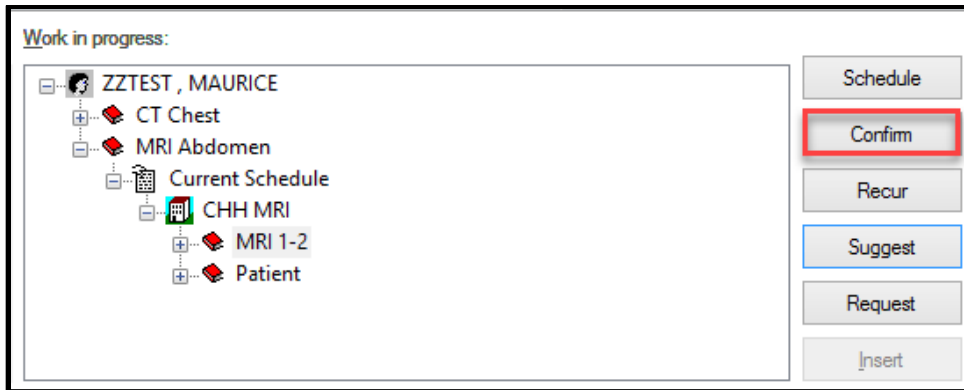 Work in progress:
ZZTEST , MAURICE
CT Chest
MRI Abdomen
Current Schedule
CHH MRI
MRI 1-2
Patient
Schedule
Confirm
Recur
Suggest
Request
Insert